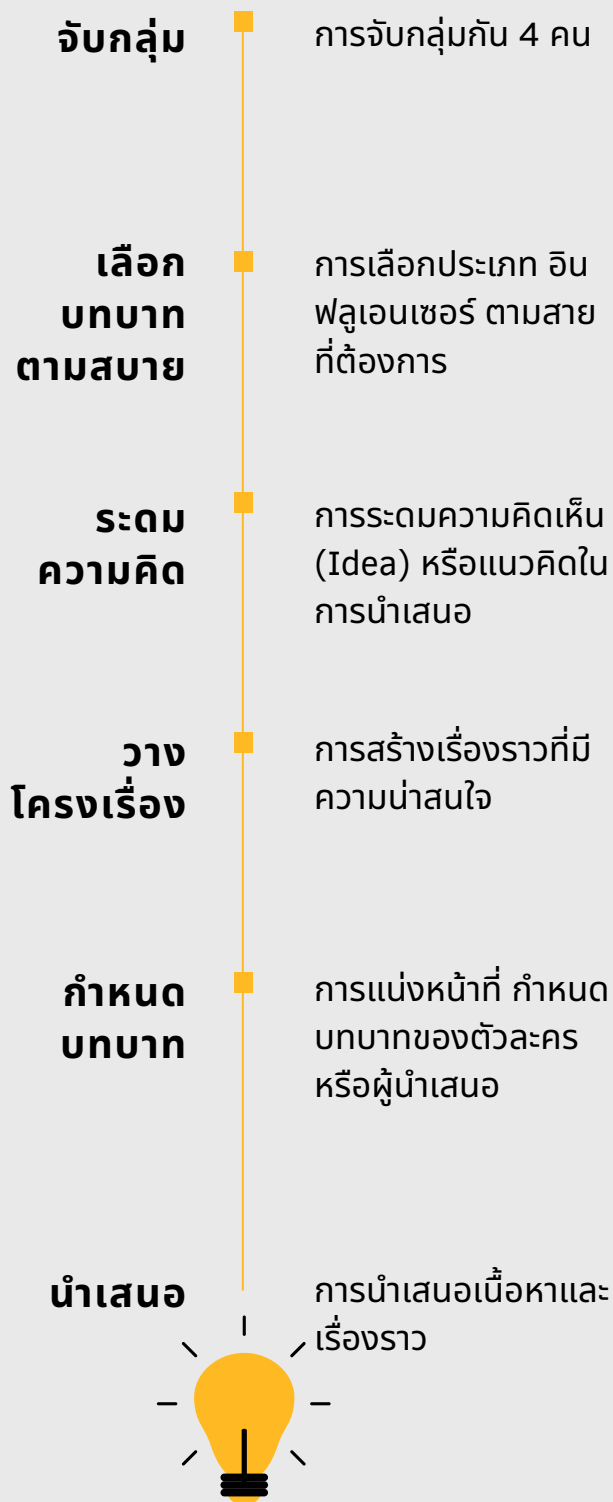 จับกลุ่ม
การจับกลุ่มกัน 4 คน
เลือก
บทบาท
ตามสบาย
การเลือกประเภท อิน
ฟลูเอนเซอร์ ตามสาย
ที่ต้องการ
ระดม
ความคิด
การระดมความคิดเห็น
(Idea) หรือแนวคิดใน
การนำเสนอ
วาง
โครงเรื่อง
การสร้างเรื่องราวที่มี
ความน่าสนใจ
กำหนด
บทบาท
การแน่งหน้าที่ กำหนด
บทบาทของตัวละคร
หรือผู้นำเสนอ
นำเสนอ
การนำเสนอเนื้อหาและ
เรื่องราว